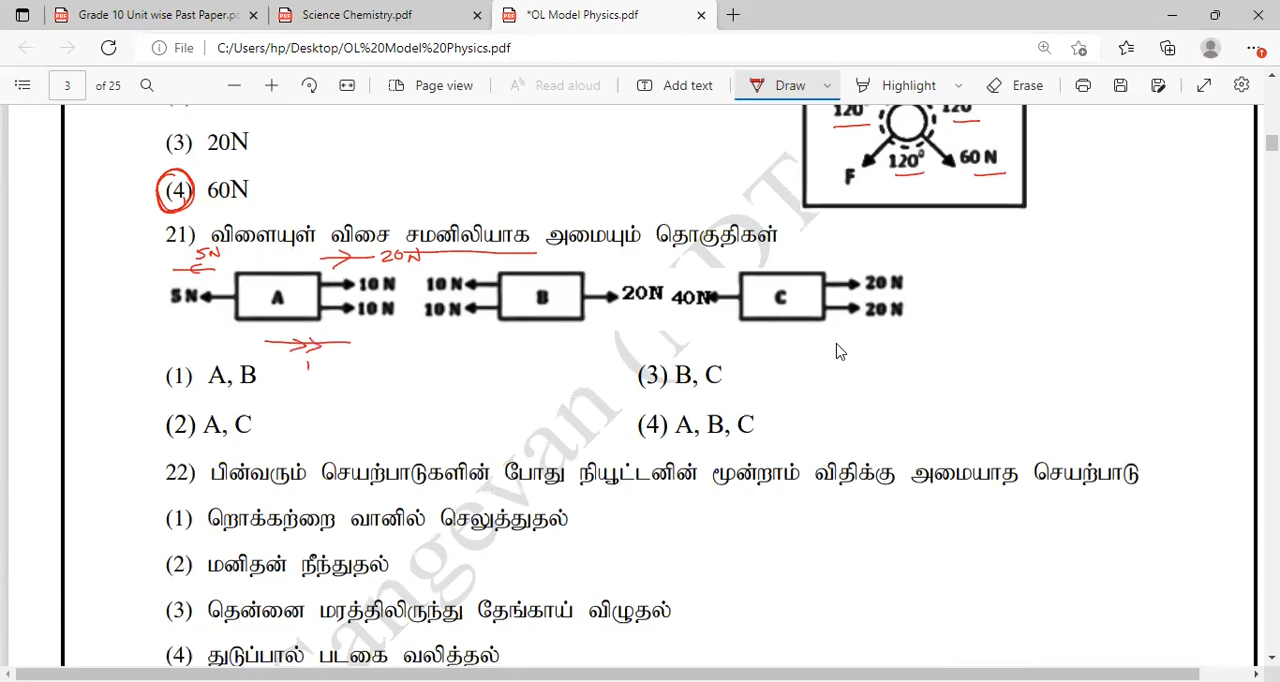 Grade 10 Unit wise Past Paper.pc
Science Chemistry.pdf
*OL Model Physics.pdf
File C:/Users/hp/Desktop/OL%20Model%20Physics.pdf
3 of 25 Page view Read aloud Add text Draw Highlight Erase
120° 120
(3) 20N
120⁰ 60 N
F
(4) 60N
21) விளையுள் விசை சமனிலியாக அமையும் தொகுதிகள்
5N 20N
5N A 10 N 10 N
10 N 10 N B 20N
40N C 20 N 20 N
(1) A, B (3) B, C
(2) A, C (4) A, B, C
22) பின்வரும் செயற்பாடுகளின் போது நியூட்டனின் மூன்றாம் விதிக்கு அமையாத செயற்பாடு
(1) றொக்கற்றை வானில் செலுத்துதல்
(2) மனிதன் நீந்துதல்
(3) தென்னை மரத்திலிருந்து தேங்காய் விழுதல்
(4) துடுப்பால் படகை வலித்தல்